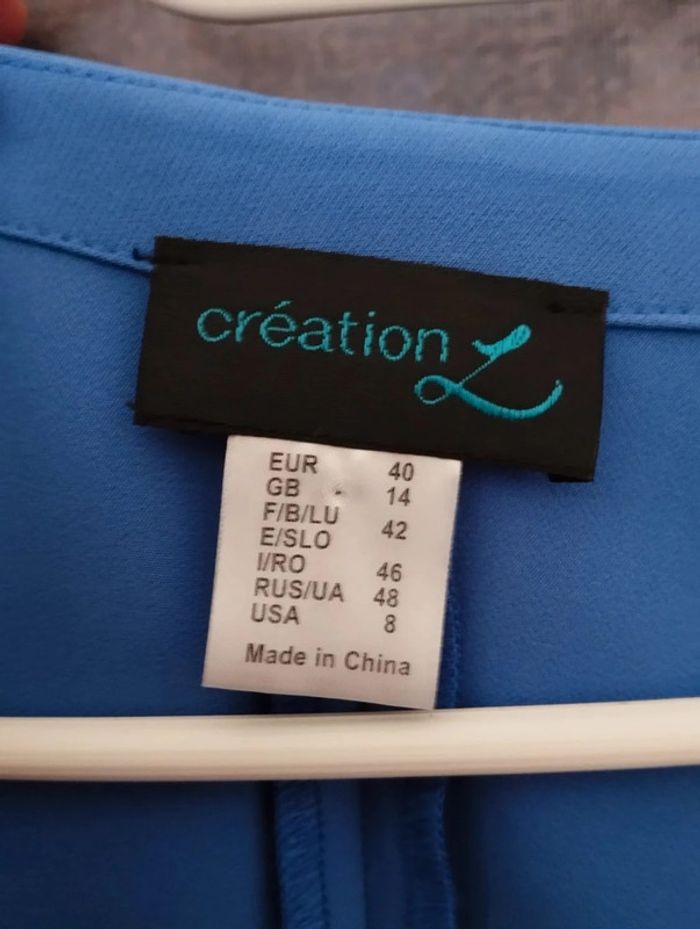 création L
EUR 40
GB 14
F/B/LU
E/SLO 42
I/RO 46
RUS/UA 48
USA 8
Made in China